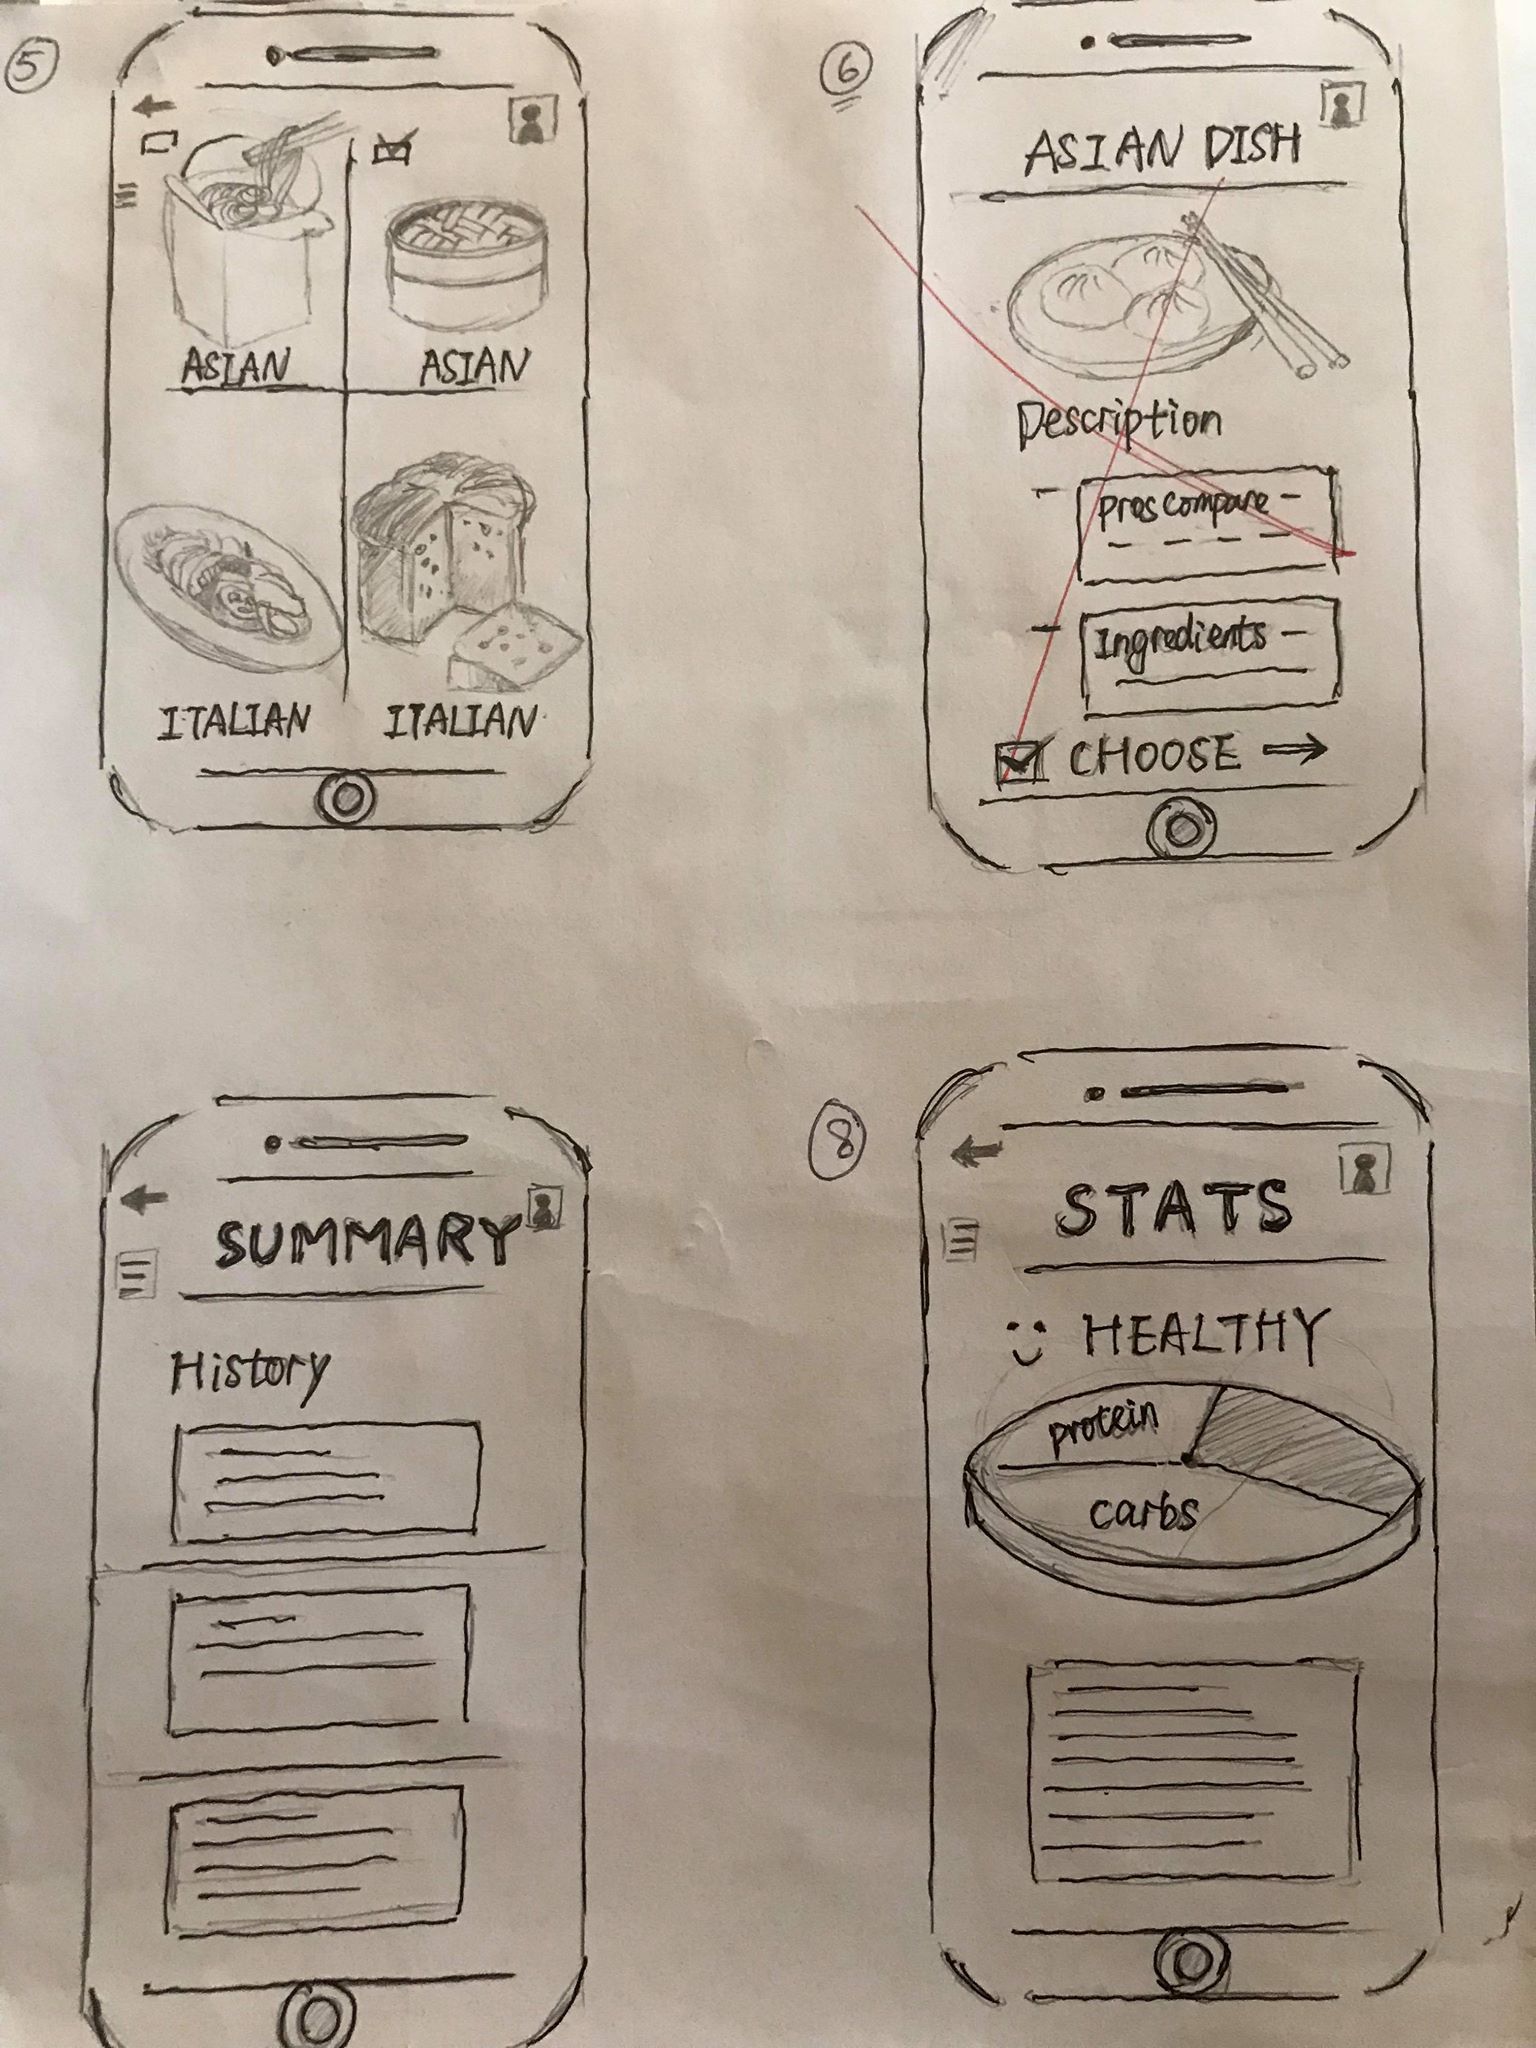 5
ASIAN
ASIAN
ITALIAN
ITALIAN
6
ASIAN DISH
Description
Pros compare
Ingredients
CHOOSE
SUMMARY
History
8
STATS
HEALTHY
protein
carbs